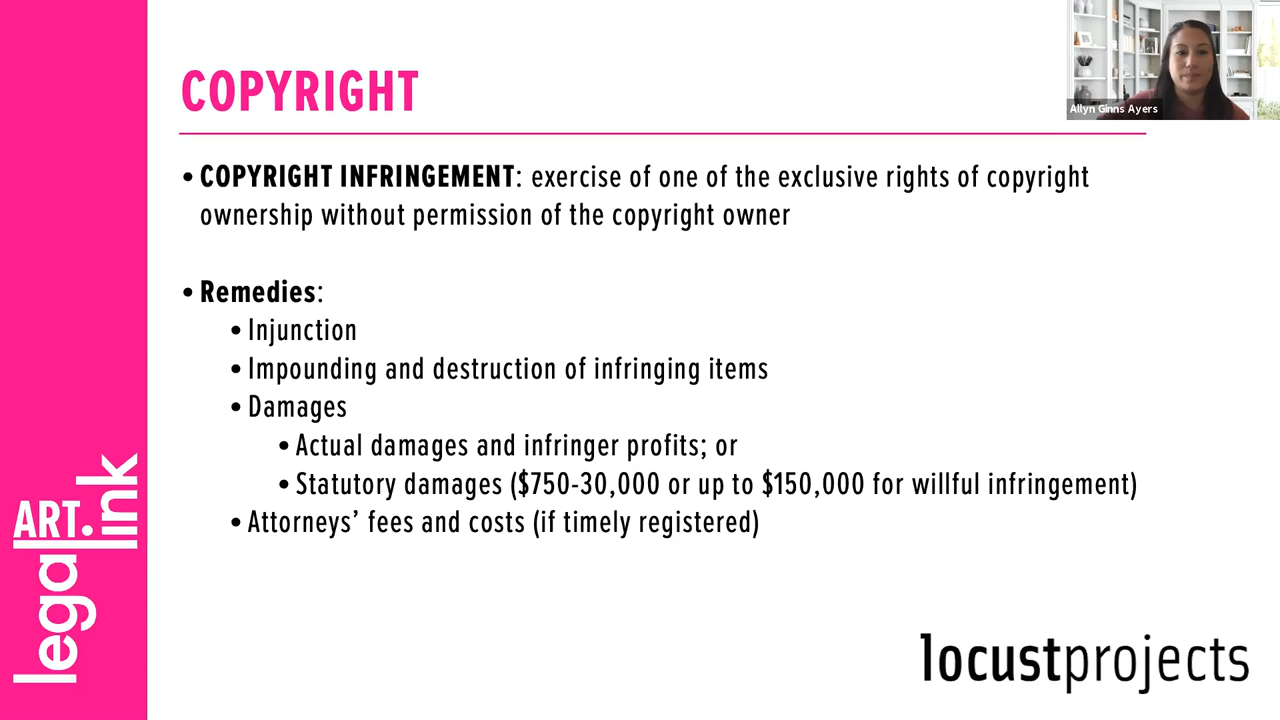 COPYRIGHT
Allyn Ginns Ayers
• COPYRIGHT INFRINGEMENT: exercise of one of the exclusive rights of copyright
ownership without permission of the copyright owner
• Remedies:
• Injunction
• Impounding and destruction of infringing items
• Damages
• Actual damages and infringer profits; or
• Statutory damages ($750-30,000 or up to $150,000 for willful infringement)
• Attorneys’ fees and costs (if timely registered)
legal.ink
ART.
locustprojects